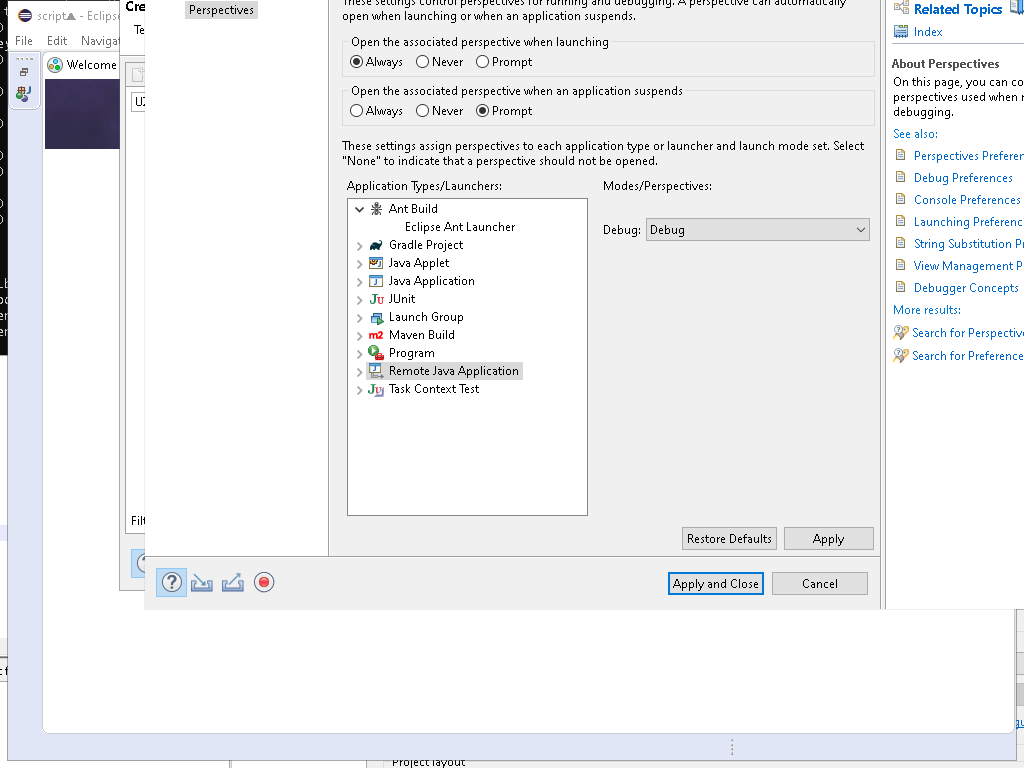 script - Eclipse
File Edit Navigat
Welcome
Cre
Te
Filt
Perspectives
These settings control perspectives for running and debugging. A perspective can automatically
open when launching or when an application suspends.
Open the associated perspective when launching
Always Never Prompt
Open the associated perspective when an application suspends
Always Never Prompt
These settings assign perspectives to each application type or launcher and launch mode set. Select
"None" to indicate that a perspective should not be opened.
Application Types/Launchers:
Modes/Perspectives:
Ant Build
Eclipse Ant Launcher
Gradle Project
Java Applet
Java Application
JUnit
Launch Group
Maven Build
Program
Remote Java Application
Task Context Test
Debug: Debug
Restore Defaults Apply
Apply and Close Cancel
Related Topics
Index
About Perspectives
On this page, you can co
perspectives used when r
debugging.
See also:
Perspectives Preferen
Debug Preferences
Console Preferences
Launching Preferenc
String Substitution P
View Management P
Debugger Concepts
More results:
Search for Perspective
Search for Preference
Project layout